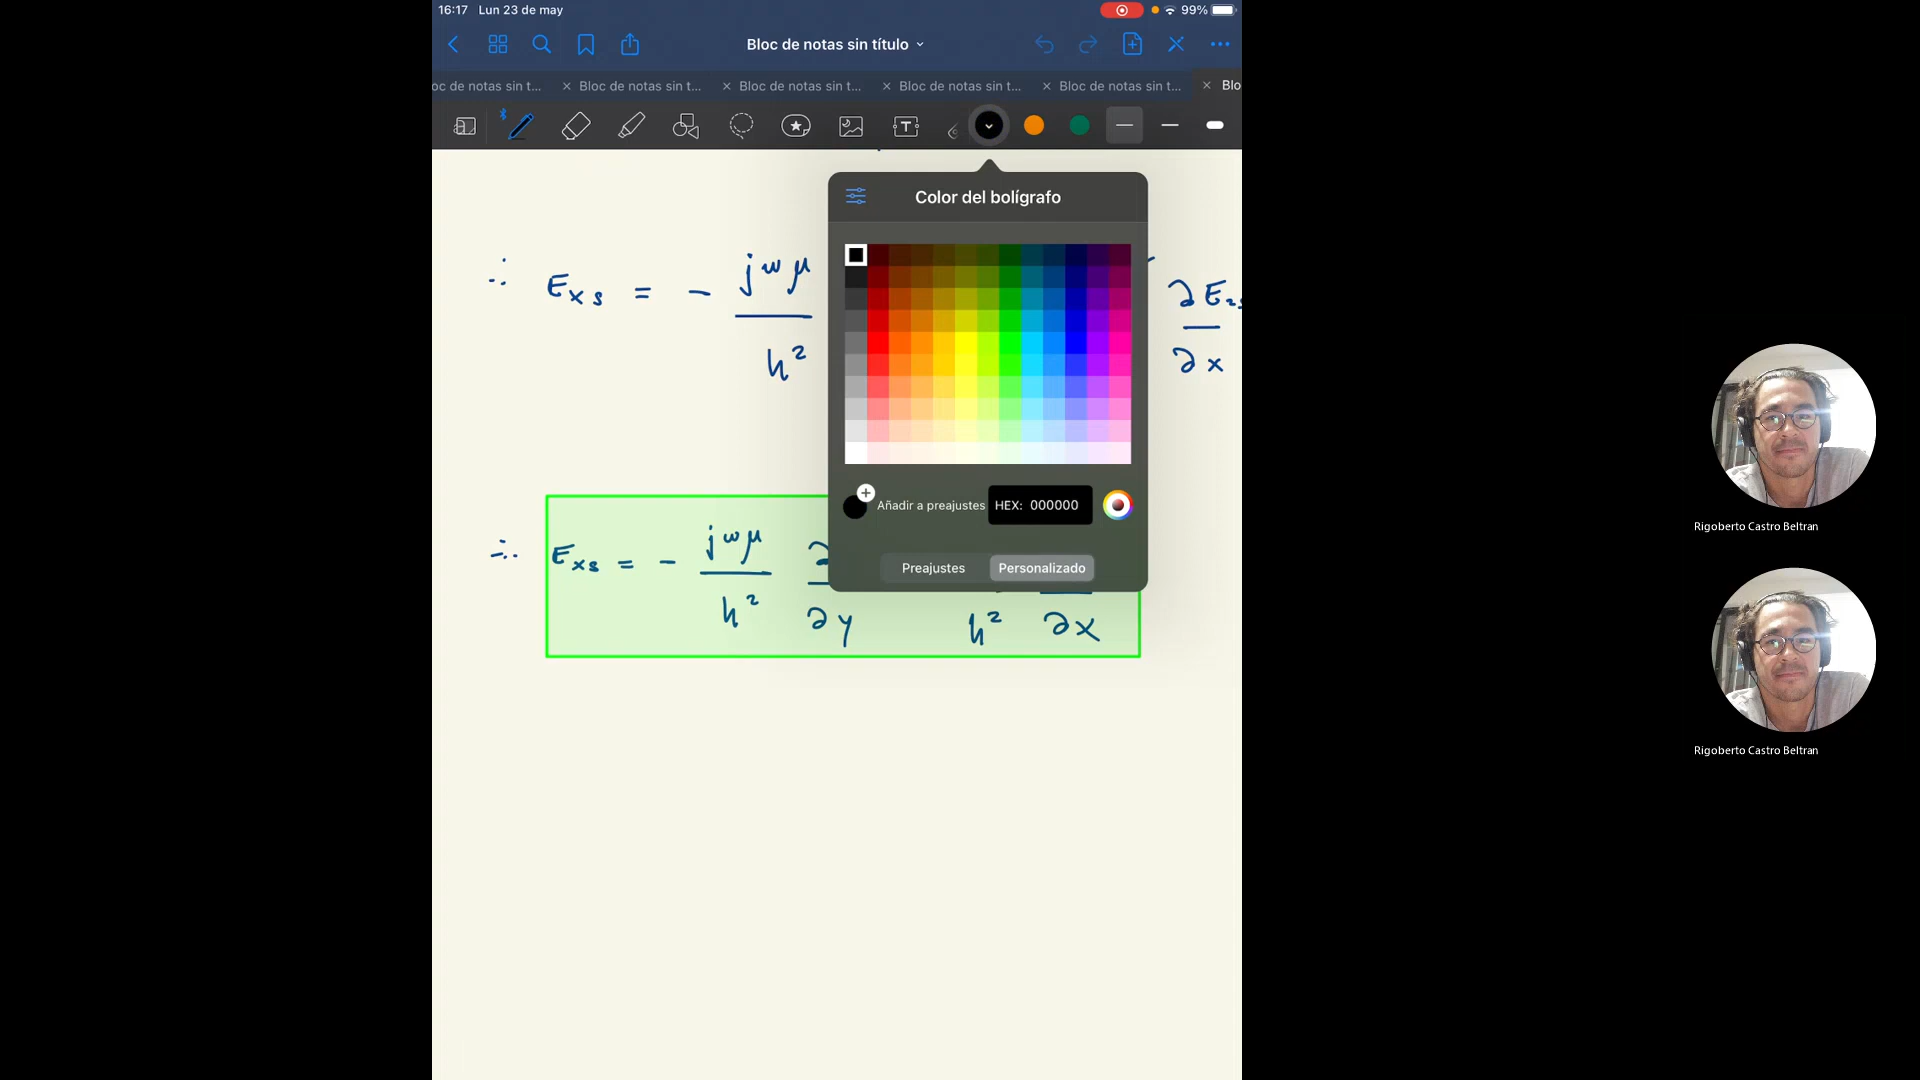 16:17 Lun 23 de may 99%
Bloc de notas sin título
oc de notas sin t... × Bloc de notas sin t... × Bloc de notas sin t... × Bloc de notas sin t... × Bloc de notas sin t... × Blo
T
Color del bolígrafo
∴ Exs = - jωμ
h²
∂E
∂x
Añadir a preajustes HEX: 000000
Preajustes Personalizado
∴ Exs = - jωμ ∂
h² ∂y h² ∂x
Rigoberto Castro Beltran
Rigoberto Castro Beltran